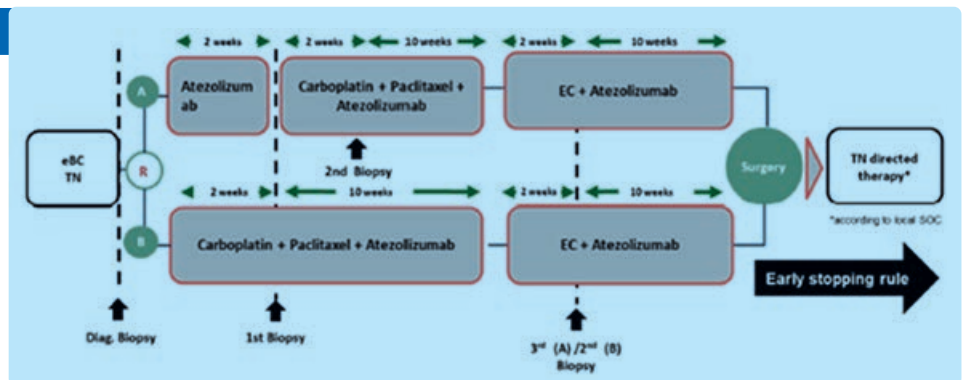 2 weeks
2 weeks
10 weeks
2 weeks
10 weeks
A
Atezolizum
ab
Carboplatin + Paclitaxel +
Atezolizumab
EC + Atezolizumab
2nd Biopsy
eBC
TN
R
Surgery
TN directed
therapy*
*according to local SOC
2 weeks
10 weeks
2 weeks
10 weeks
B
Carboplatin + Paclitaxel + Atezolizumab
EC + Atezolizumab
Early stopping rule
Diag. Biopsy
1st Biopsy
3rd (A) /2nd (B)
Biopsy